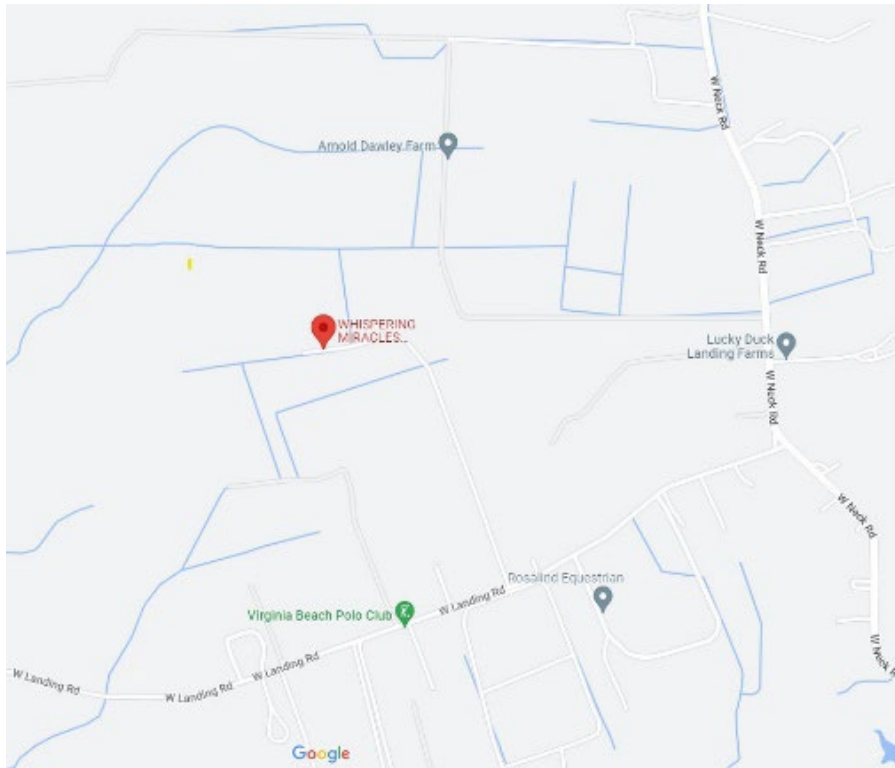 W Neck Rd
Arnold Dawley Farm
W Neck Rd
WHISPERING
MIRACLES...
Lucky Duck
Landing Farms
W Neck Rd
W Neck Rd
Rosalind Equestrian
W Landing Rd
Virginia Beach Polo Club
W Neck R
W Landing Rd
W Landing Rd
W Landing Rd
Google